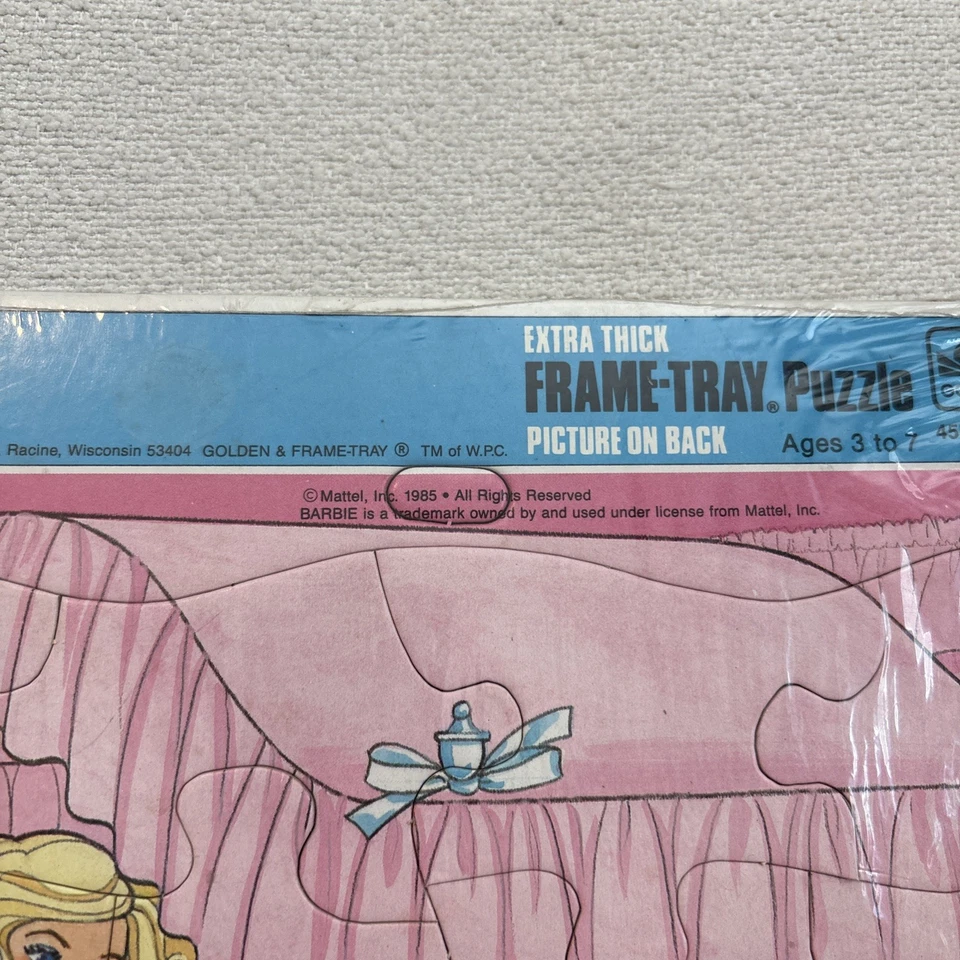 EXTRA THICK
FRAME-TRAY® Puzzle
PICTURE ON BACK
Ages 3 to 7
Racine, Wisconsin 53404 GOLDEN & FRAME-TRAY ® TM of W.P.C.
© Mattel, Inc. 1985 • All Rights Reserved
BARBIE is a trademark owned by and used under license from Mattel, Inc.